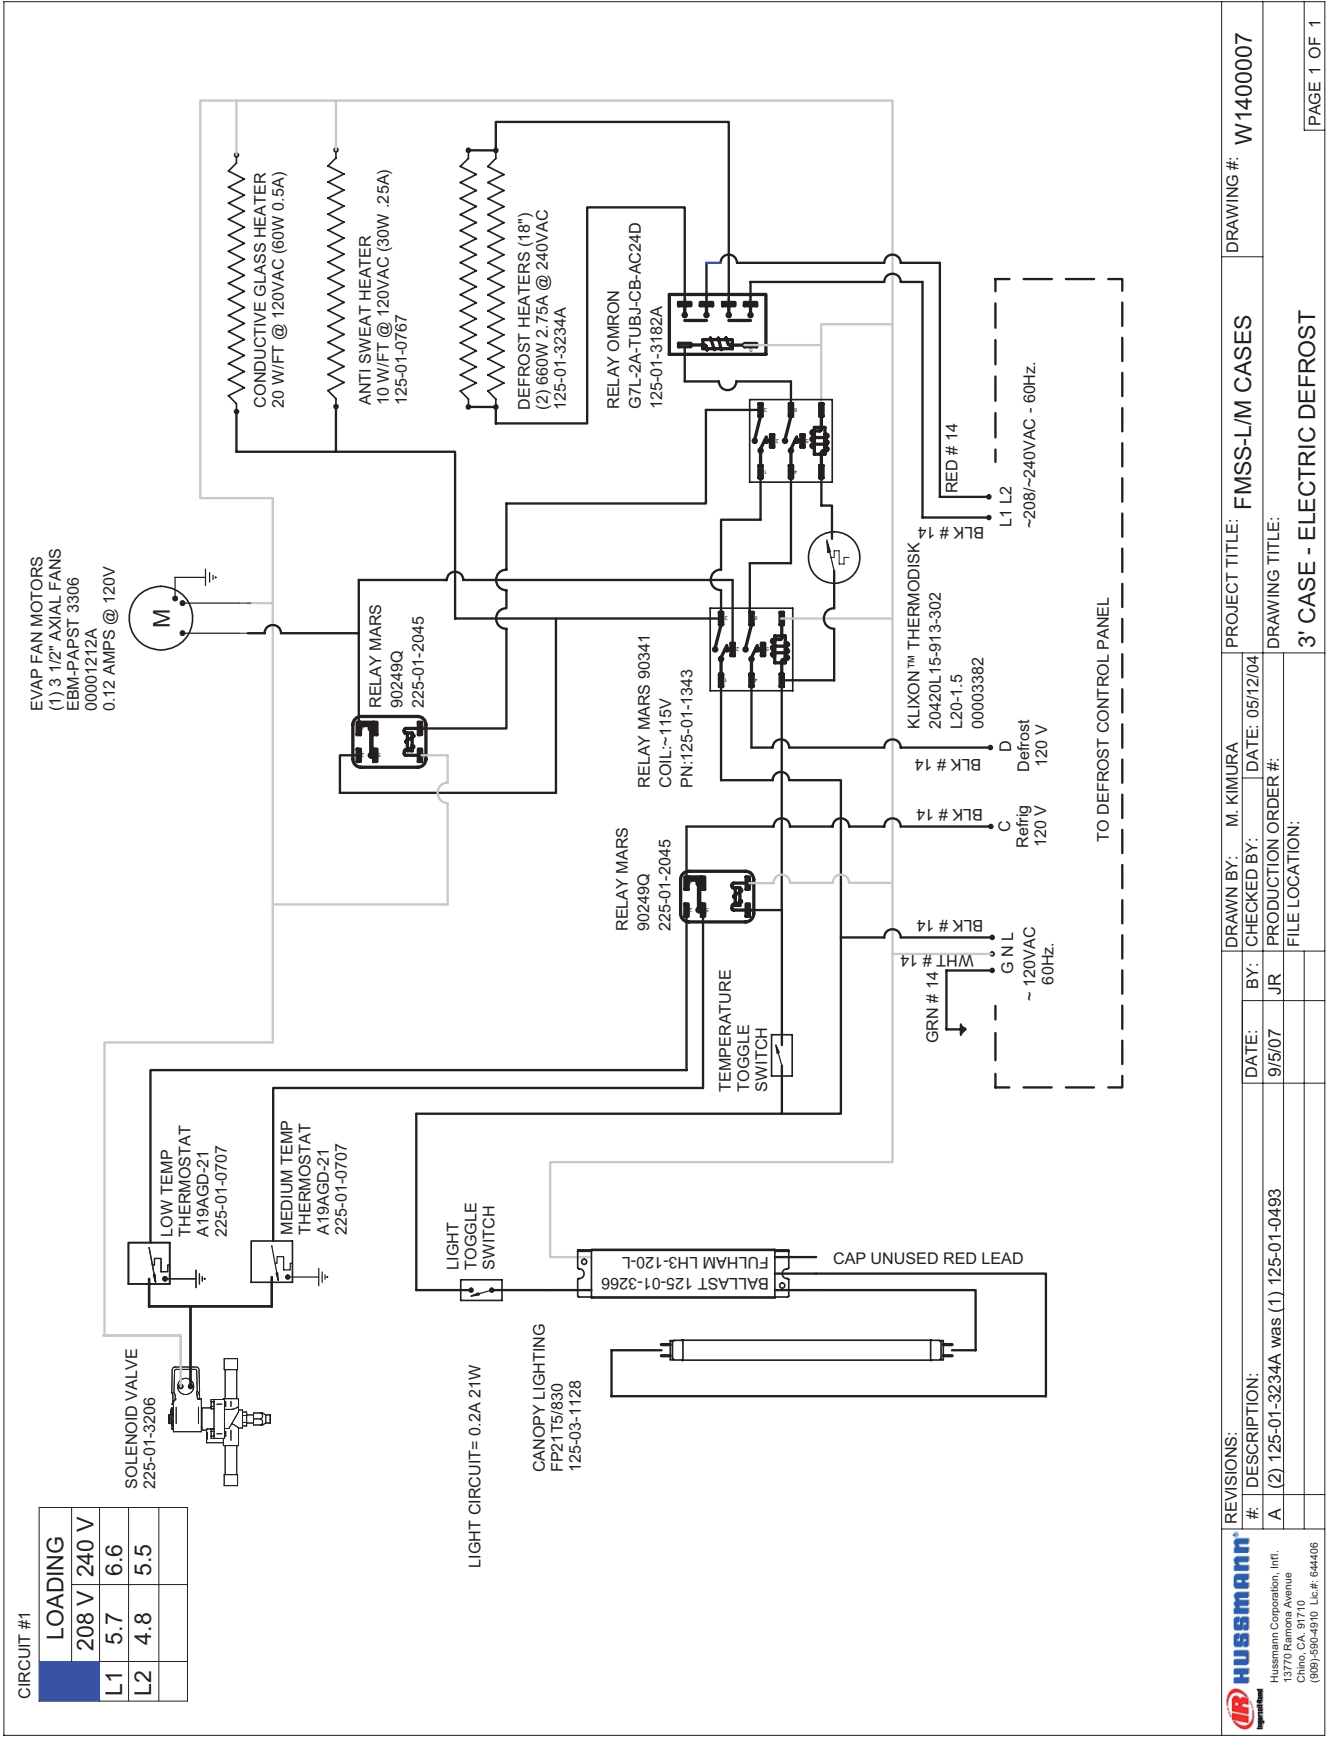 CIRCUIT #1
LOADING
208 V 240 V
L1 5.7 6.6
L2 4.8 5.5
SOLENOID VALVE
225-01-3206
LOW TEMP
THERMOSTAT
A19AGD-21
225-01-0707
MEDIUM TEMP
THERMOSTAT
A19AGD-21
225-01-0707
EVAP FAN MOTORS
(1) 3 1/2" AXIAL FANS
EBM-PAPST 3306
00001212A
0.12 AMPS @ 120V
M
CONDUCTIVE GLASS HEATER
20 W/FT @ 120VAC (60W 0.5A)
ANTI SWEAT HEATER
10 W/FT @ 120VAC (30W .25A)
125-01-0767
DEFROST HEATERS (18")
(2) 660W 2.75A @ 240VAC
125-01-3234A
RELAY OMRON
G7L-2A-TUBJ-CB-AC24D
125-01-3182A
RELAY MARS
90249Q
225-01-2045
RELAY MARS 90341
COIL:~115V
PN:125-01-1343
RELAY MARS
90249Q
225-01-2045
TEMPERATURE
TOGGLE
SWITCH
LIGHT
TOGGLE
SWITCH
LIGHT CIRCUIT= 0.2A 21W
CANOPY LIGHTING
FP21T5/830
125-03-1128
BALLAST 125-01-3266
FULHAM LH3-120-L
CAP UNUSED RED LEAD
KLIXON™ THERMODISK
20420L15-913-302
L20-1.5
00003382
GRN # 14
WHT # 14
BLK # 14
G N L
~ 120VAC
60Hz.
BLK # 14
C
Refrig
120 V
BLK # 14
D
Defrost
120 V
BLK # 14
RED # 14
L1 L2
~208/~240VAC - 60Hz.
TO DEFROST CONTROL PANEL
IR
Ingersoll-Rand
HUSSMANN®
Hussmann Corporation, Intl.
13770 Ramona Avenue
Chino, CA. 91710
(909)-590-4910 Lic.#: 644406
REVISIONS:
#: DESCRIPTION: DATE: BY:
A (2) 125-01-3234A was (1) 125-01-0493 9/5/07 JR
DRAWN BY: M. KIMURA
CHECKED BY: DATE: 05/12/04
PRODUCTION ORDER #:
FILE LOCATION:
PROJECT TITLE: FMSS-L/M CASES
DRAWING #: W1400007
DRAWING TITLE:
3' CASE - ELECTRIC DEFROST
PAGE 1 OF 1